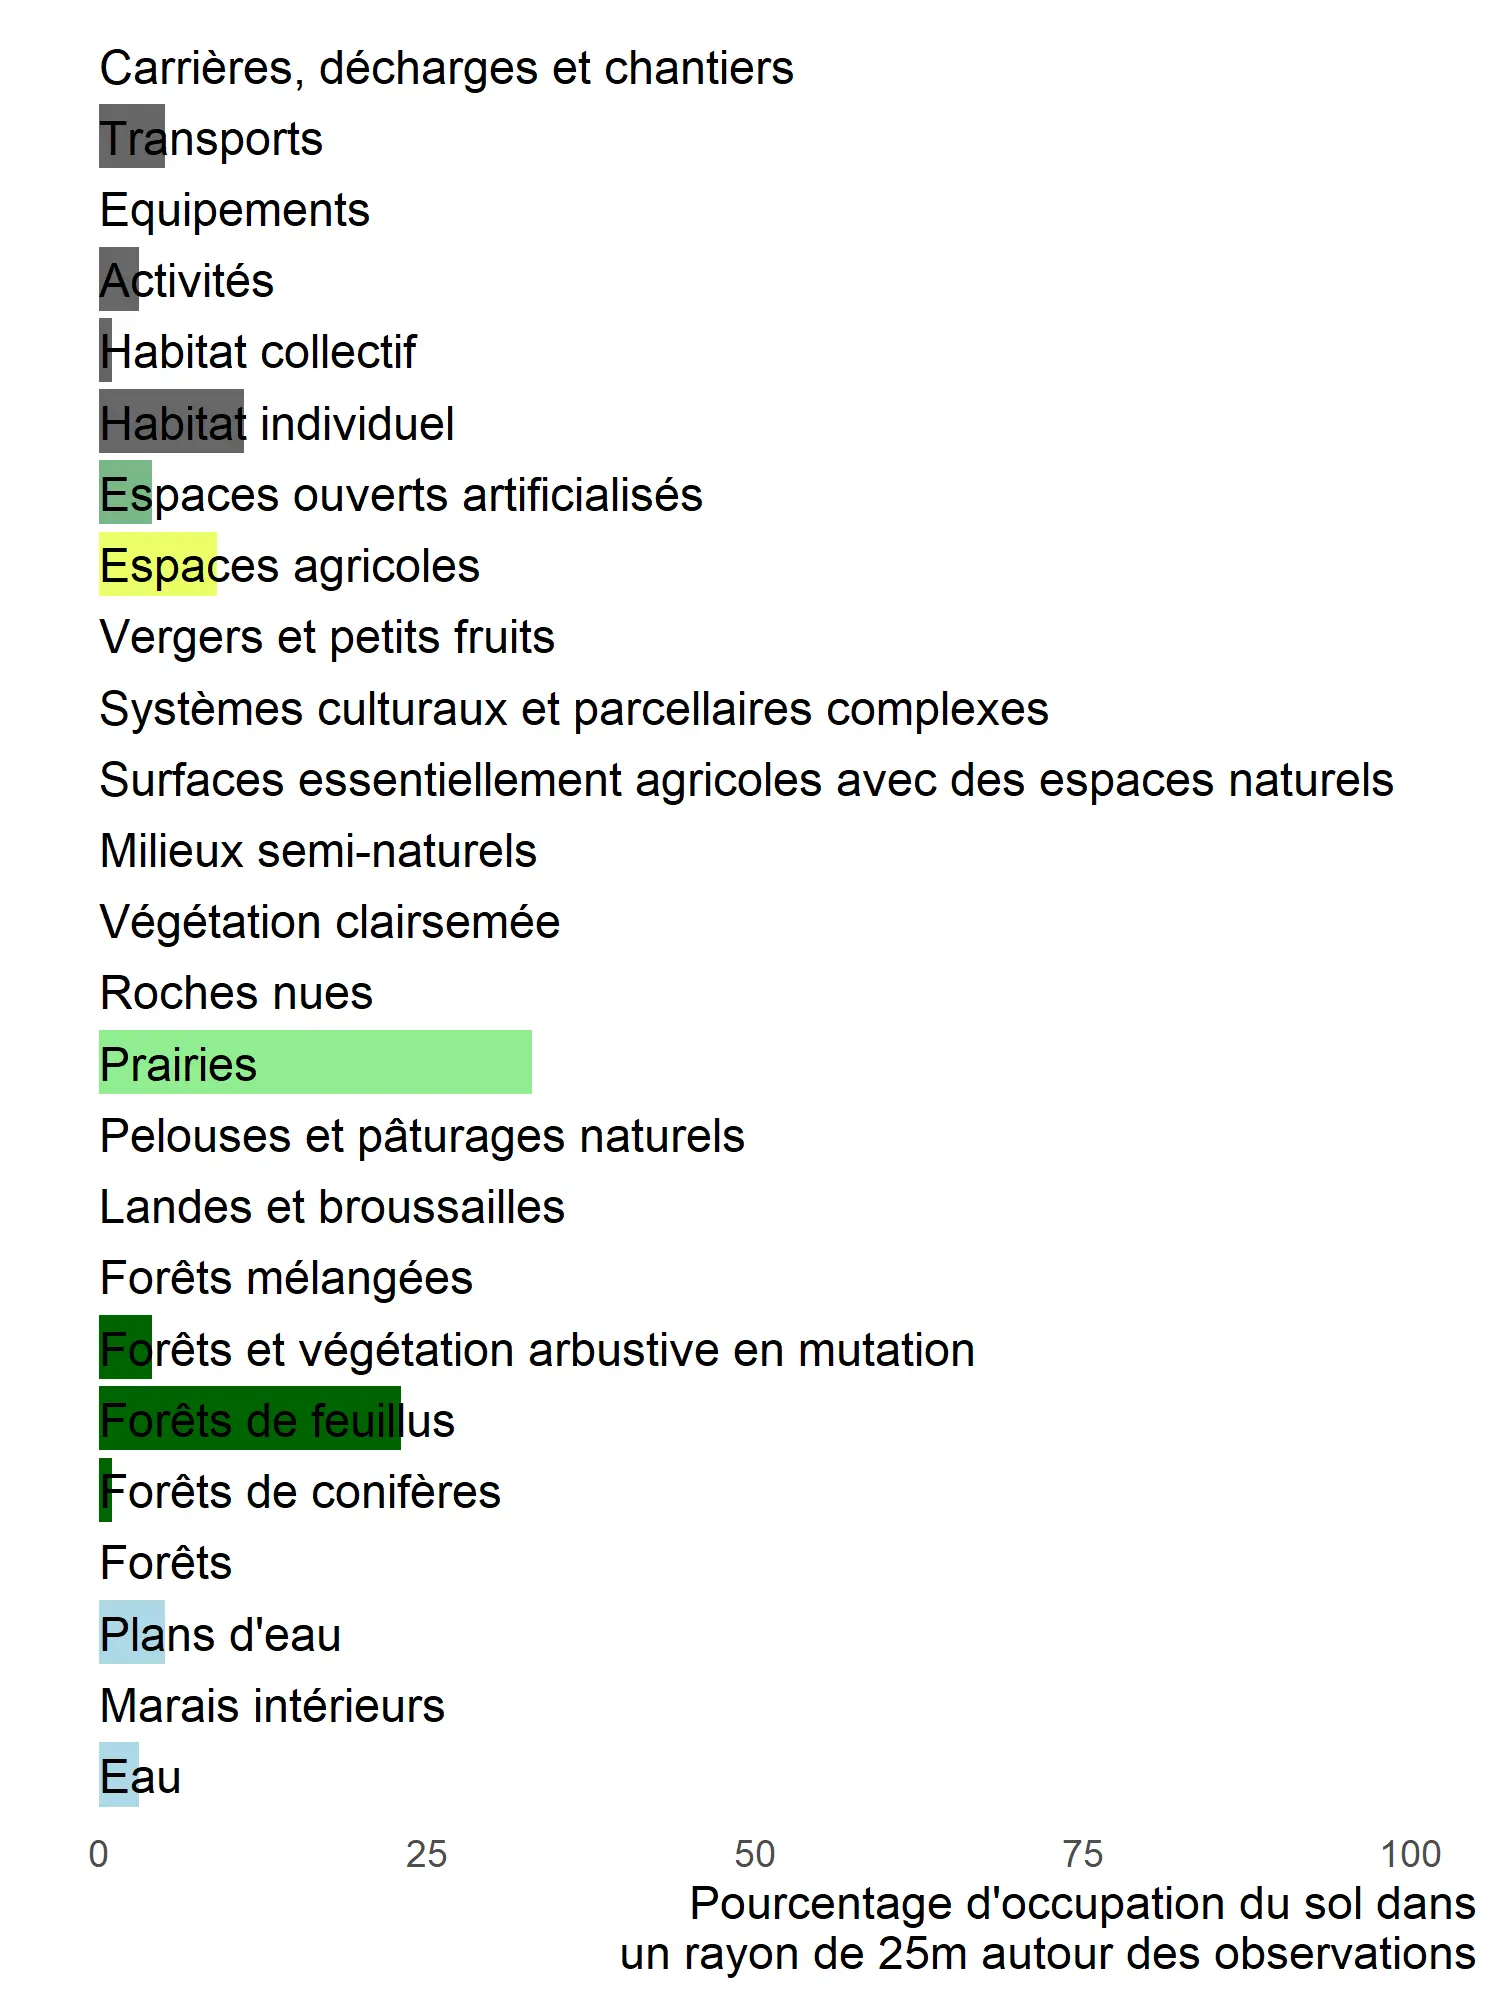 Carrières, décharges et chantiers
Transports
Equipements
Activités
Habitat collectif
Habitat individuel
Espaces ouverts artificialisés
Espaces agricoles
Vergers et petits fruits
Systèmes culturaux et parcellaires complexes
Surfaces essentiellement agricoles avec des espaces naturels
Milieux semi-naturels
Végétation clairsemée
Roches nues
Prairies
Pelouses et pâturages naturels
Landes et broussailles
Forêts mélangées
Forêts et végétation arbustive en mutation
Forêts de feuillus
Forêts de conifères
Forêts
Plans d'eau
Marais intérieurs
Eau
0 25 50 75 100
Pourcentage d'occupation du sol dans
un rayon de 25m autour des observations